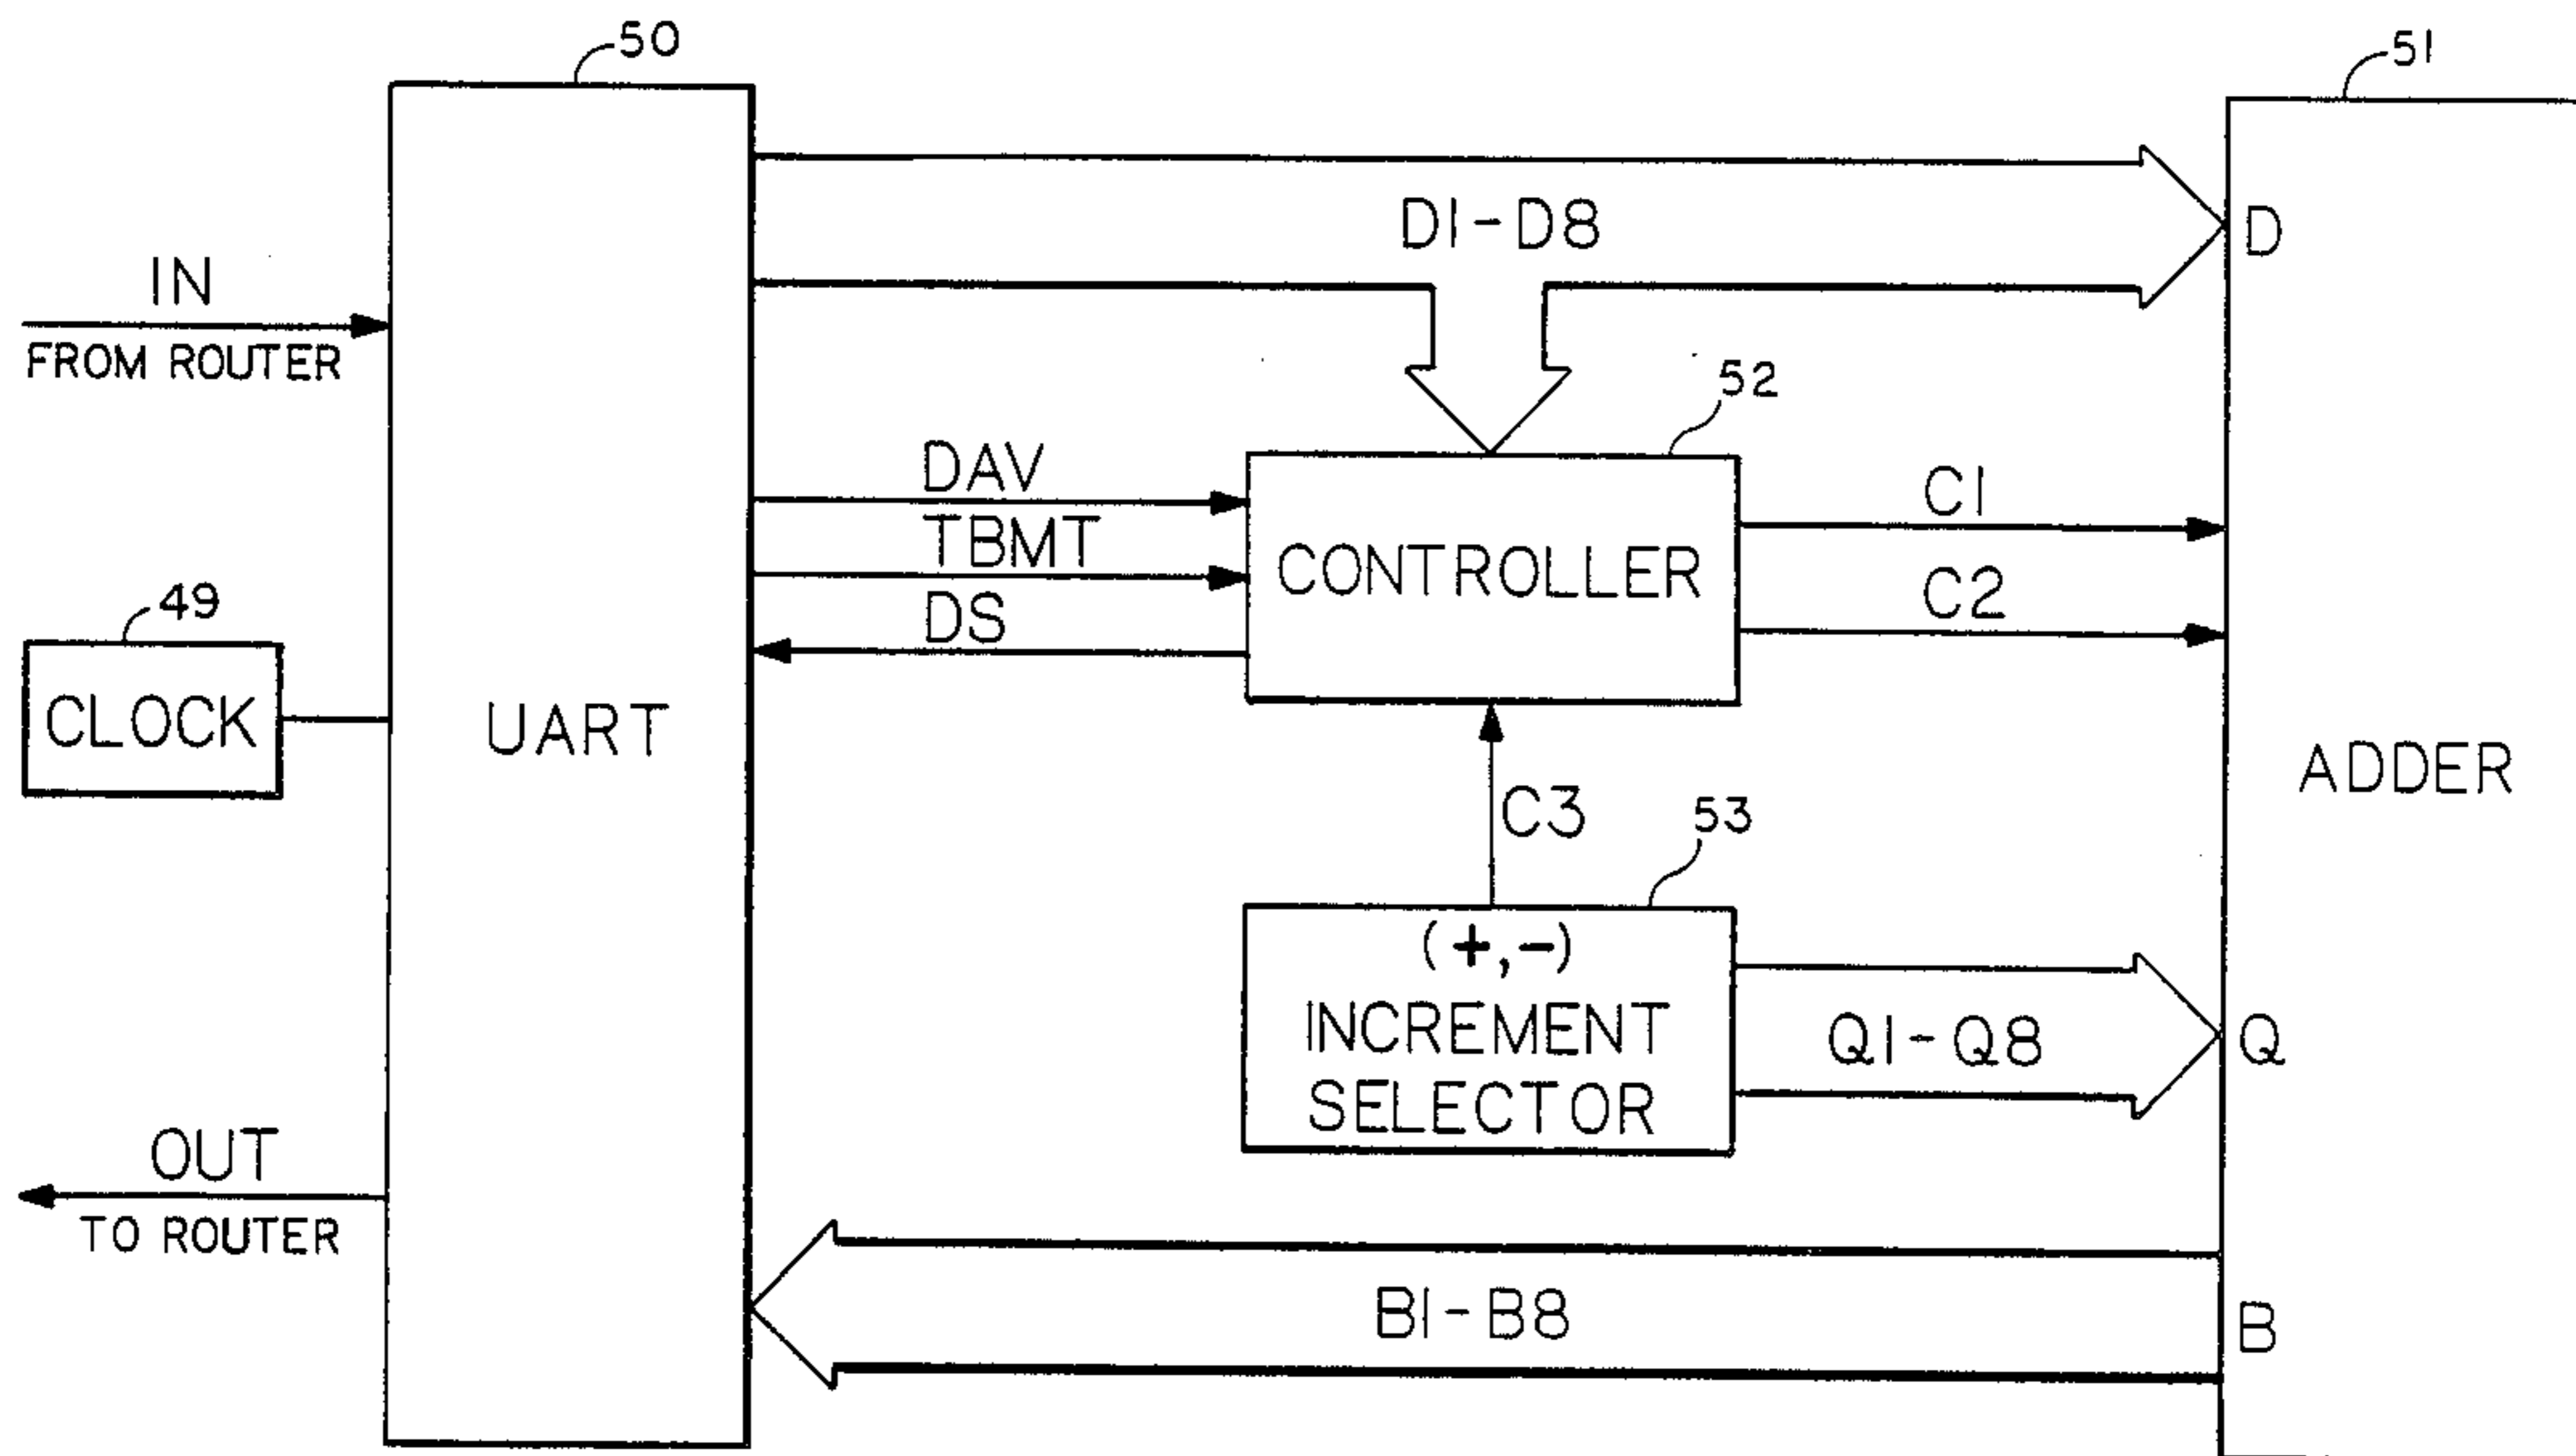 50
51
D1-D8
D
IN
FROM ROUTER
52
DAV
C1
TBMT
CONTROLLER
C2
DS
49
CLOCK
UART
ADDER
C3
53
(+,-)
INCREMENT
SELECTOR
Q1-Q8
Q
OUT
TO ROUTER
B1-B8
B